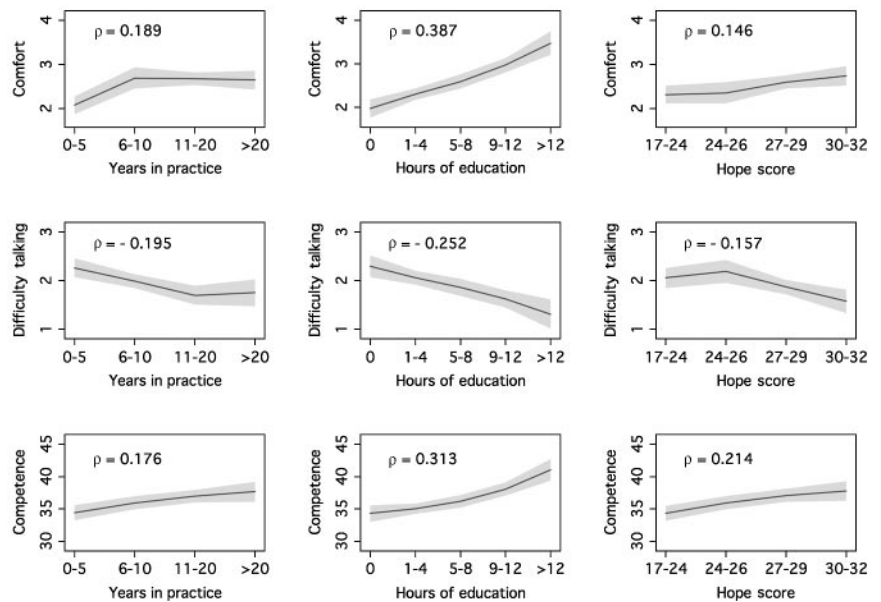 Comfort
4
3
2
ρ = 0.189
0-5 6-10 11-20 >20
Years in practice
Comfort
4
3
2
ρ = 0.387
0 1-4 5-8 9-12 >12
Hours of education
Comfort
4
3
2
ρ = 0.146
17-24 24-26 27-29 30-32
Hope score
Difficulty talking
3
2
1
ρ = - 0.195
0-5 6-10 11-20 >20
Years in practice
Difficulty talking
3
2
1
ρ = - 0.252
0 1-4 5-8 9-12 >12
Hours of education
Difficulty talking
3
2
1
ρ = - 0.157
17-24 24-26 27-29 30-32
Hope score
Competence
45
40
35
30
ρ = 0.176
0-5 6-10 11-20 >20
Years in practice
Competence
45
40
35
30
ρ = 0.313
0 1-4 5-8 9-12 >12
Hours of education
Competence
45
40
35
30
ρ = 0.214
17-24 24-26 27-29 30-32
Hope score